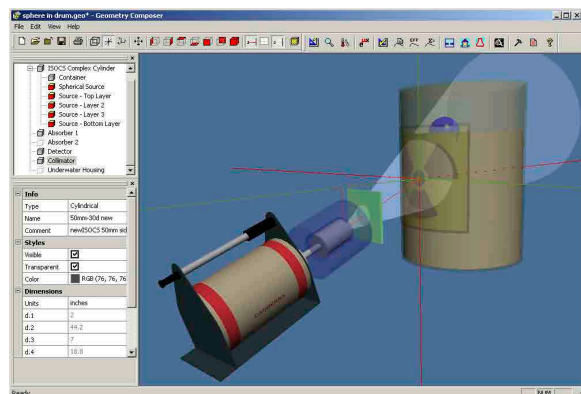 sphere in drum.geo* - Geometry Composer
File Edit View Help
ISOCS Complex Cylinder
Container
Spherical Source
Source - Top Layer
Source - Layer 2
Source - Layer 3
Source - Bottom Layer
Absorber 1
Absorber 2
Detector
Collimator
Underwater Housing
Info
Type Cylindrical
Name 50mm-30d new
Comment newISOCS 50mm sid
Styles
Visible
Transparent
Color RGB (76, 76, 76
Dimensions
Units inches
d.1 2
d.2 44.2
d.3 7
d.4 18.8
Ready
NUM